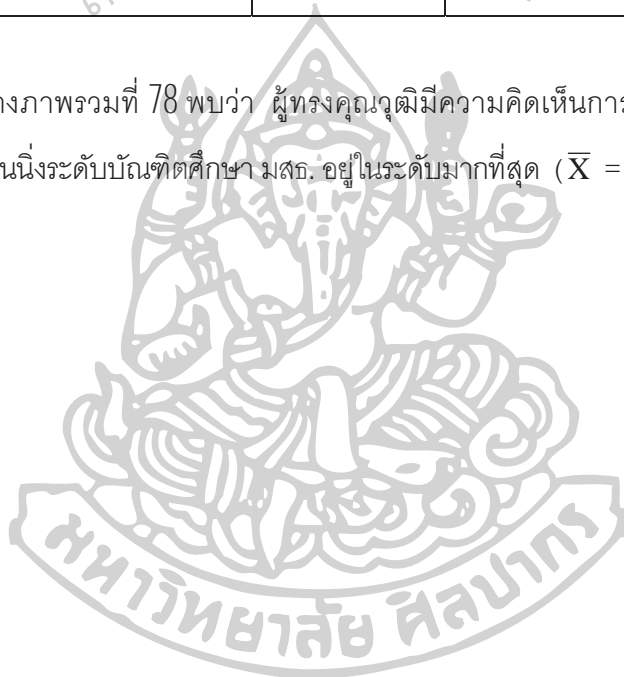 งภาพรวมที่ 78 พบว่า ผู้ทรงคุณวุฒิมีความคิดเห็นการ
นนิ่งระดับบัณฑิตศึกษา มสธ. อยู่ในระดับมากที่สุด ( X̅ =
มหาวิทยาลัย ศิลปากร